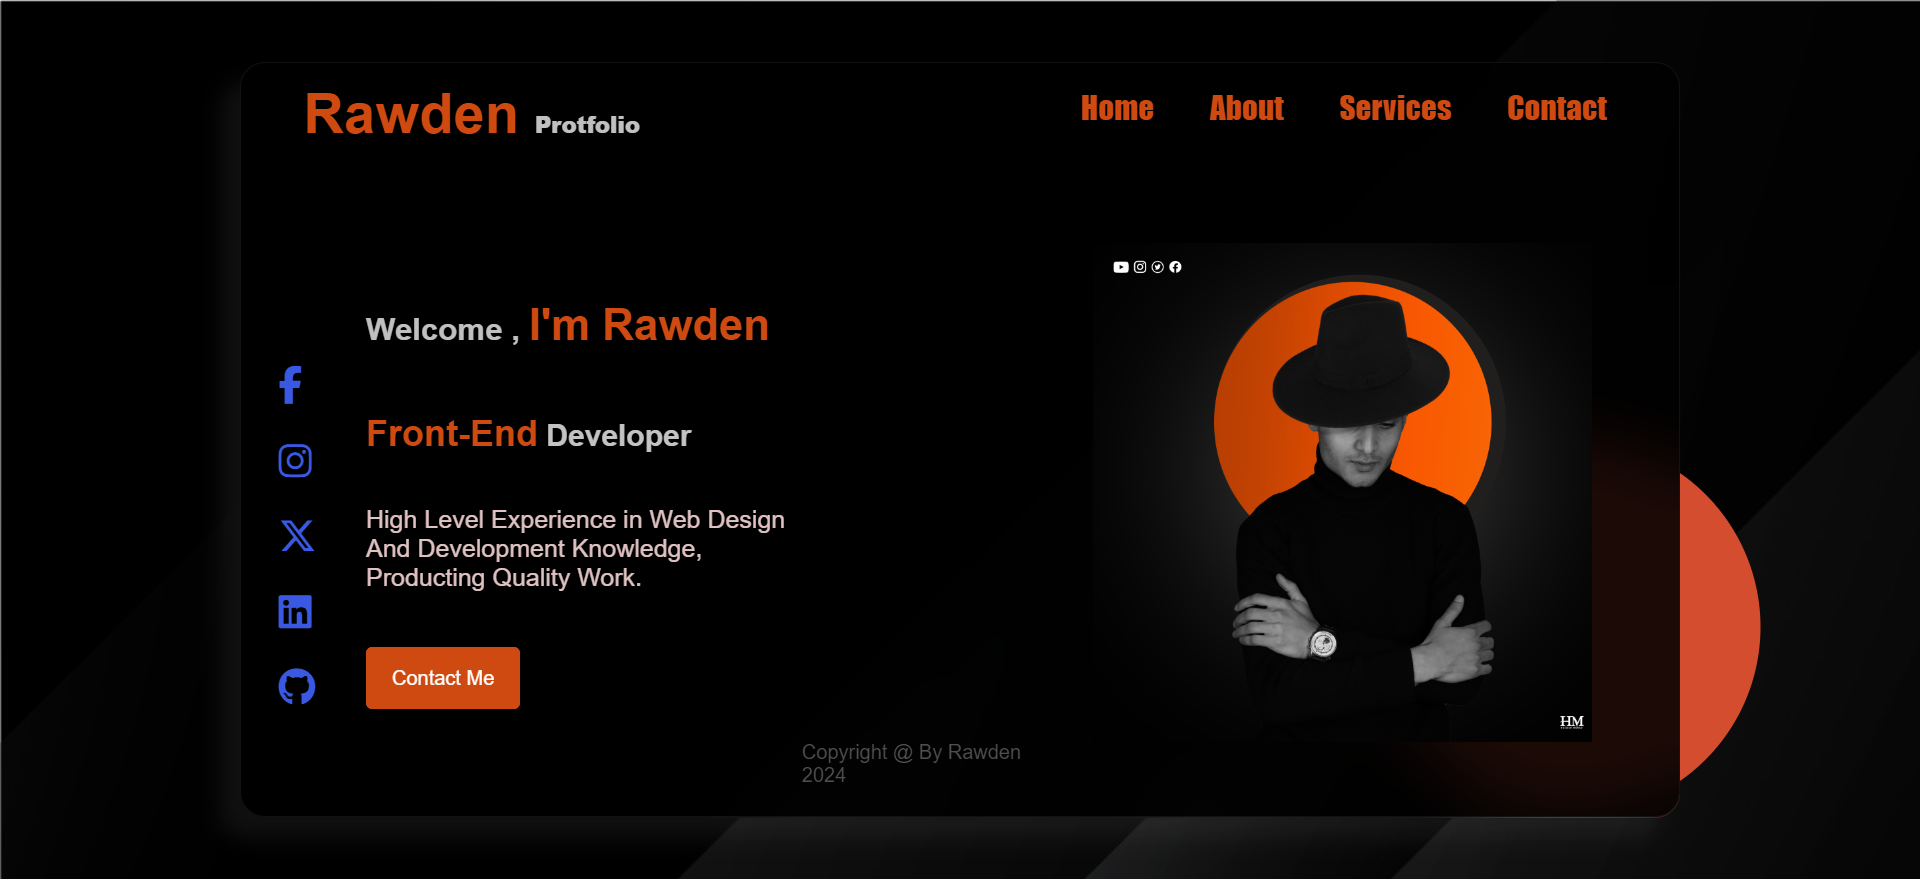 Rawden Protfolio
Home About Services Contact
Welcome , I'm Rawden
Front-End Developer
High Level Experience in Web Design
And Development Knowledge,
Producting Quality Work.
Contact Me
HM
Copyright @ By Rawden
2024